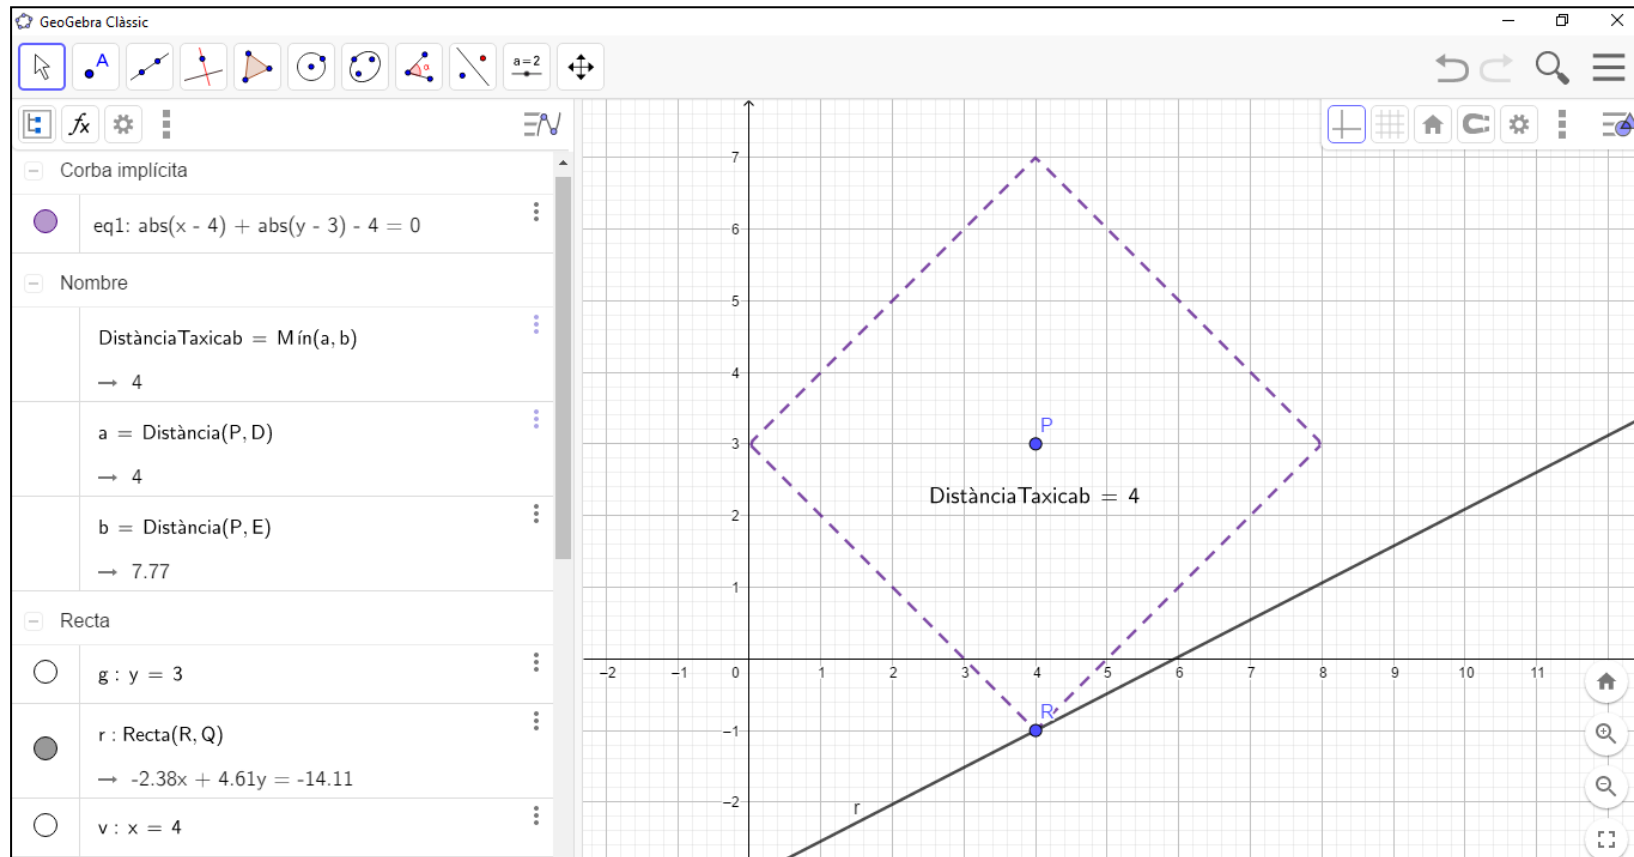 GeoGebra Clàssic
A
α
a=2
fx
Corba implícita
eq1: abs(x - 4) + abs(y - 3) - 4 = 0
Nombre
DistànciaTaxicab = Mín(a, b)
→ 4
a = Distància(P, D)
→ 4
b = Distància(P, E)
→ 7.77
Recta
g : y = 3
r : Recta(R, Q)
→ -2.38x + 4.61y = -14.11
v : x = 4
7
6
5
4
P
3
DistànciaTaxicab = 4
2
1
−2 −1 0 1 2 3 4 5 6 7 8 9 10 11
R
−1
−2
r